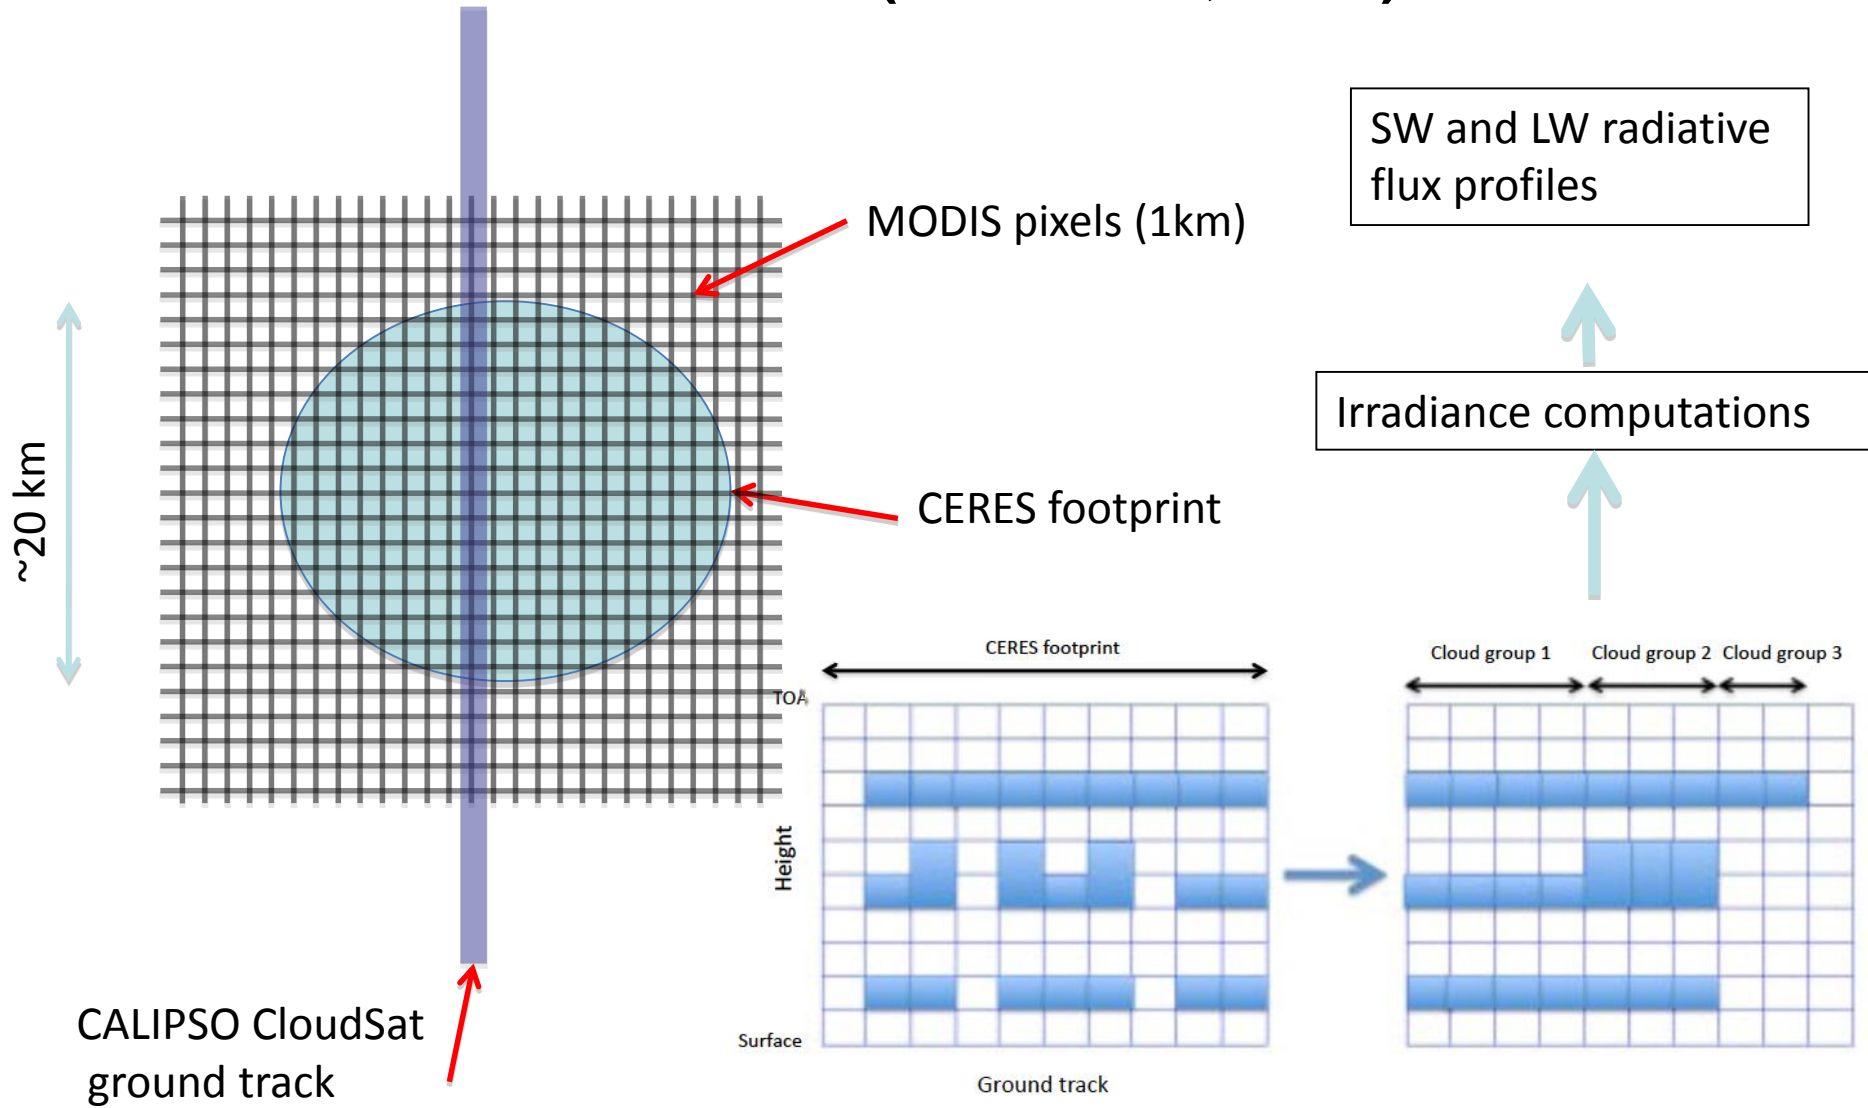 SW and LW radiative
flux profiles
MODIS pixels (1km)
Irradiance computations
~20 km
CERES footprint
CERES footprint
Cloud group 1
Cloud group 2
Cloud group 3
TOA
Height
Surface
Ground track
CALIPSO CloudSat
ground track